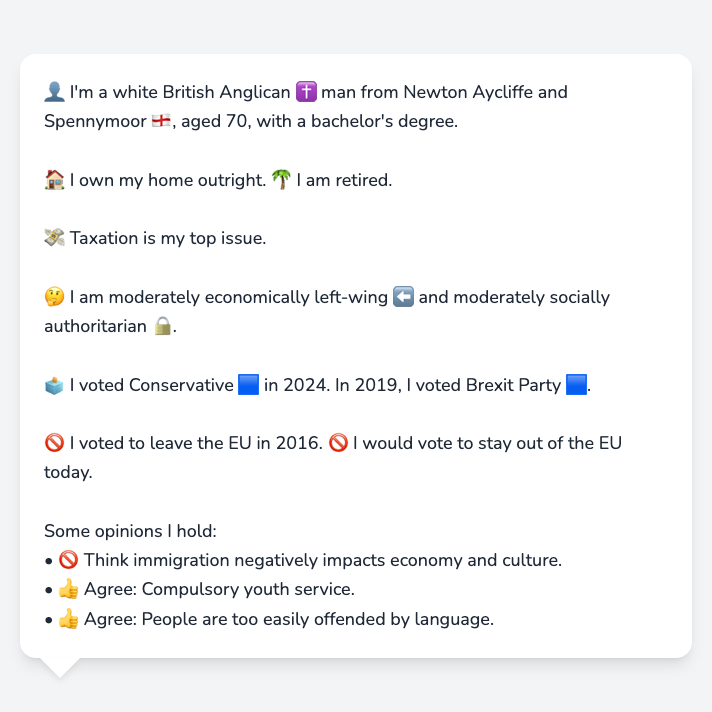 👤 I'm a white British Anglican ✝️ man from Newton Aycliffe and
Spennymoor 🏴󠁧󠁢󠁥󠁮󠁧󠁿, aged 70, with a bachelor's degree.
🏠 I own my home outright. 🌴 I am retired.
💸 Taxation is my top issue.
🤔 I am moderately economically left-wing ⬅️ and moderately socially
authoritarian 🔒.
🗳️ I voted Conservative 🟦 in 2024. In 2019, I voted Brexit Party 🟦.
🚫 I voted to leave the EU in 2016. 🚫 I would vote to stay out of the EU
today.
Some opinions I hold:
• 🚫 Think immigration negatively impacts economy and culture.
• 👍 Agree: Compulsory youth service.
• 👍 Agree: People are too easily offended by language.